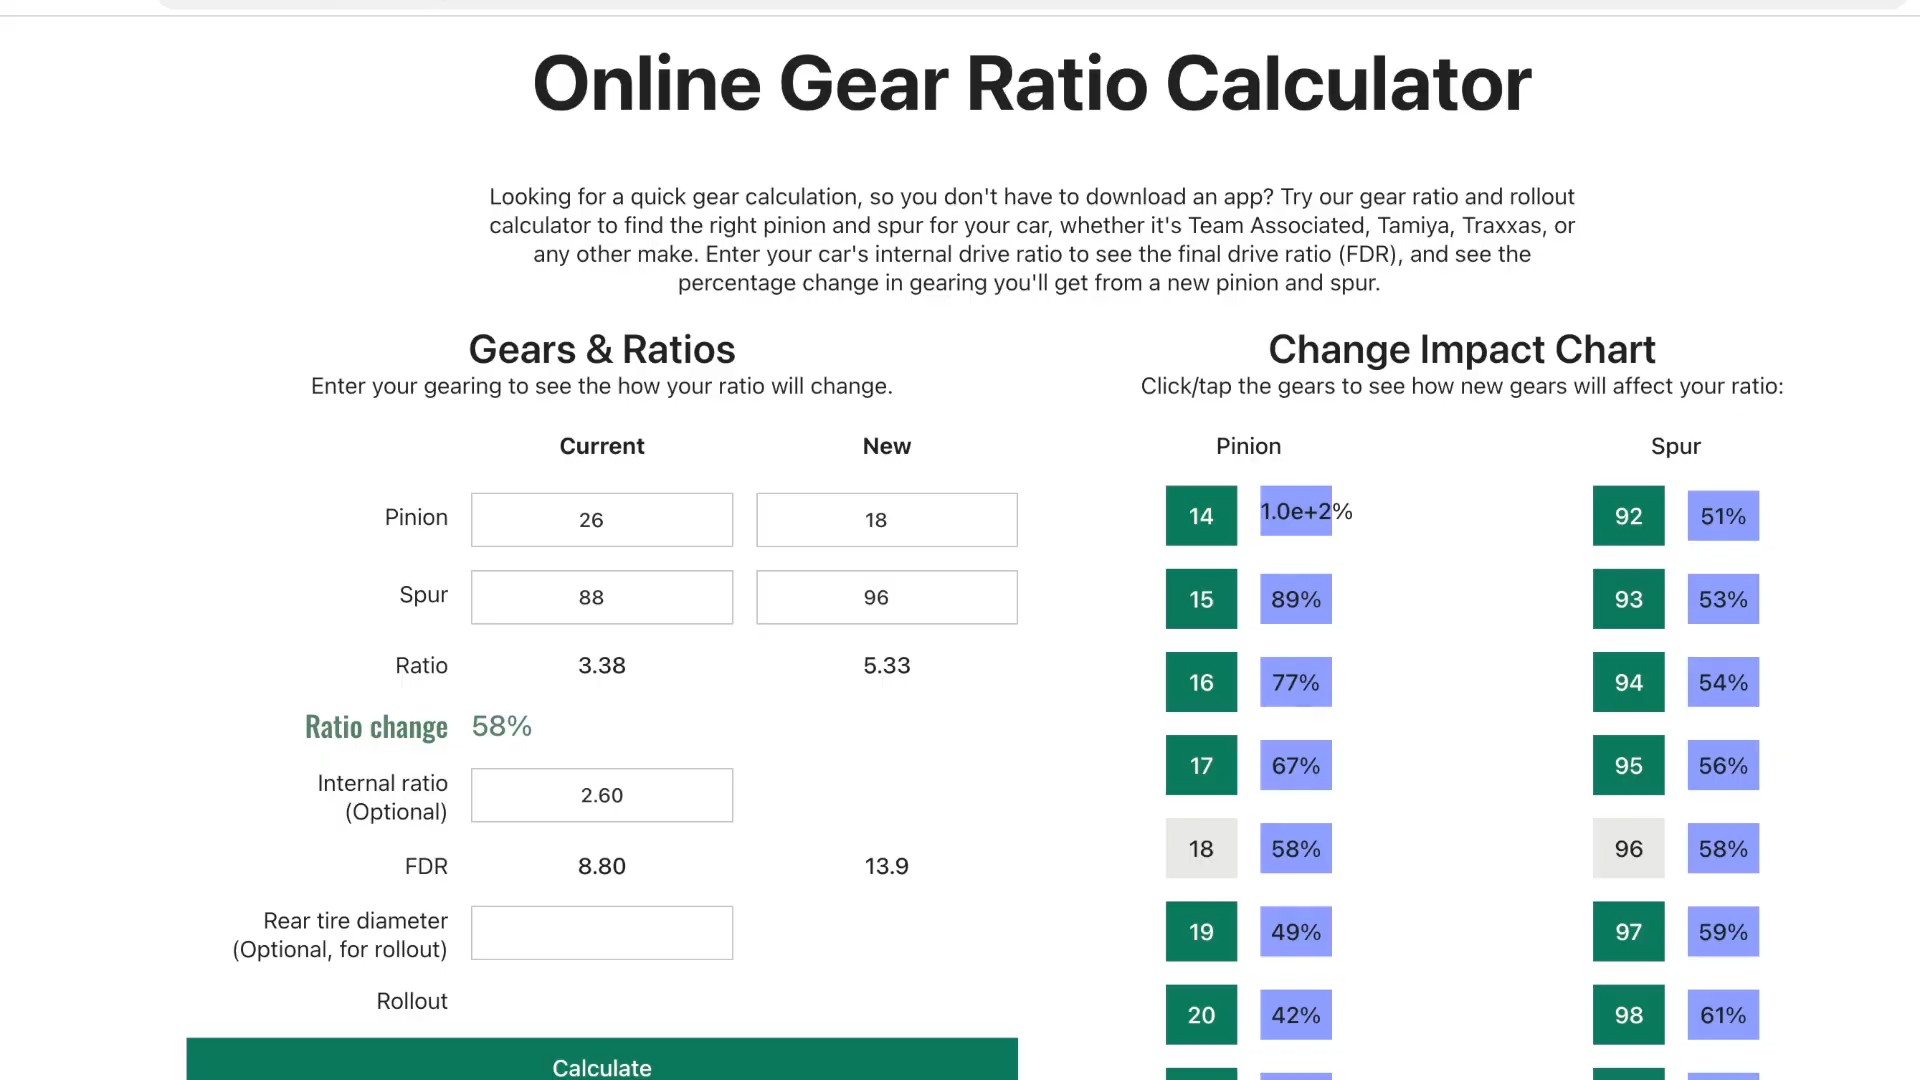 Online Gear Ratio Calculator
Looking for a quick gear calculation, so you don't have to download an app? Try our gear ratio and rollout
calculator to find the right pinion and spur for your car, whether it's Team Associated, Tamiya, Traxxas, or
any other make. Enter your car's internal drive ratio to see the final drive ratio (FDR), and see the
percentage change in gearing you'll get from a new pinion and spur.
Gears & Ratios
Enter your gearing to see the how your ratio will change.
Current New
Pinion 26 18
Spur 88 96
Ratio 3.38 5.33
Ratio change 58%
Internal ratio
(Optional) 2.60
FDR 8.80 13.9
Rear tire diameter
(Optional, for rollout)
Rollout
Calculate
Change Impact Chart
Click/tap the gears to see how new gears will affect your ratio:
Pinion Spur
14 1.0e+2% 92 51%
15 89% 93 53%
16 77% 94 54%
17 67% 95 56%
18 58% 96 58%
19 49% 97 59%
20 42% 98 61%